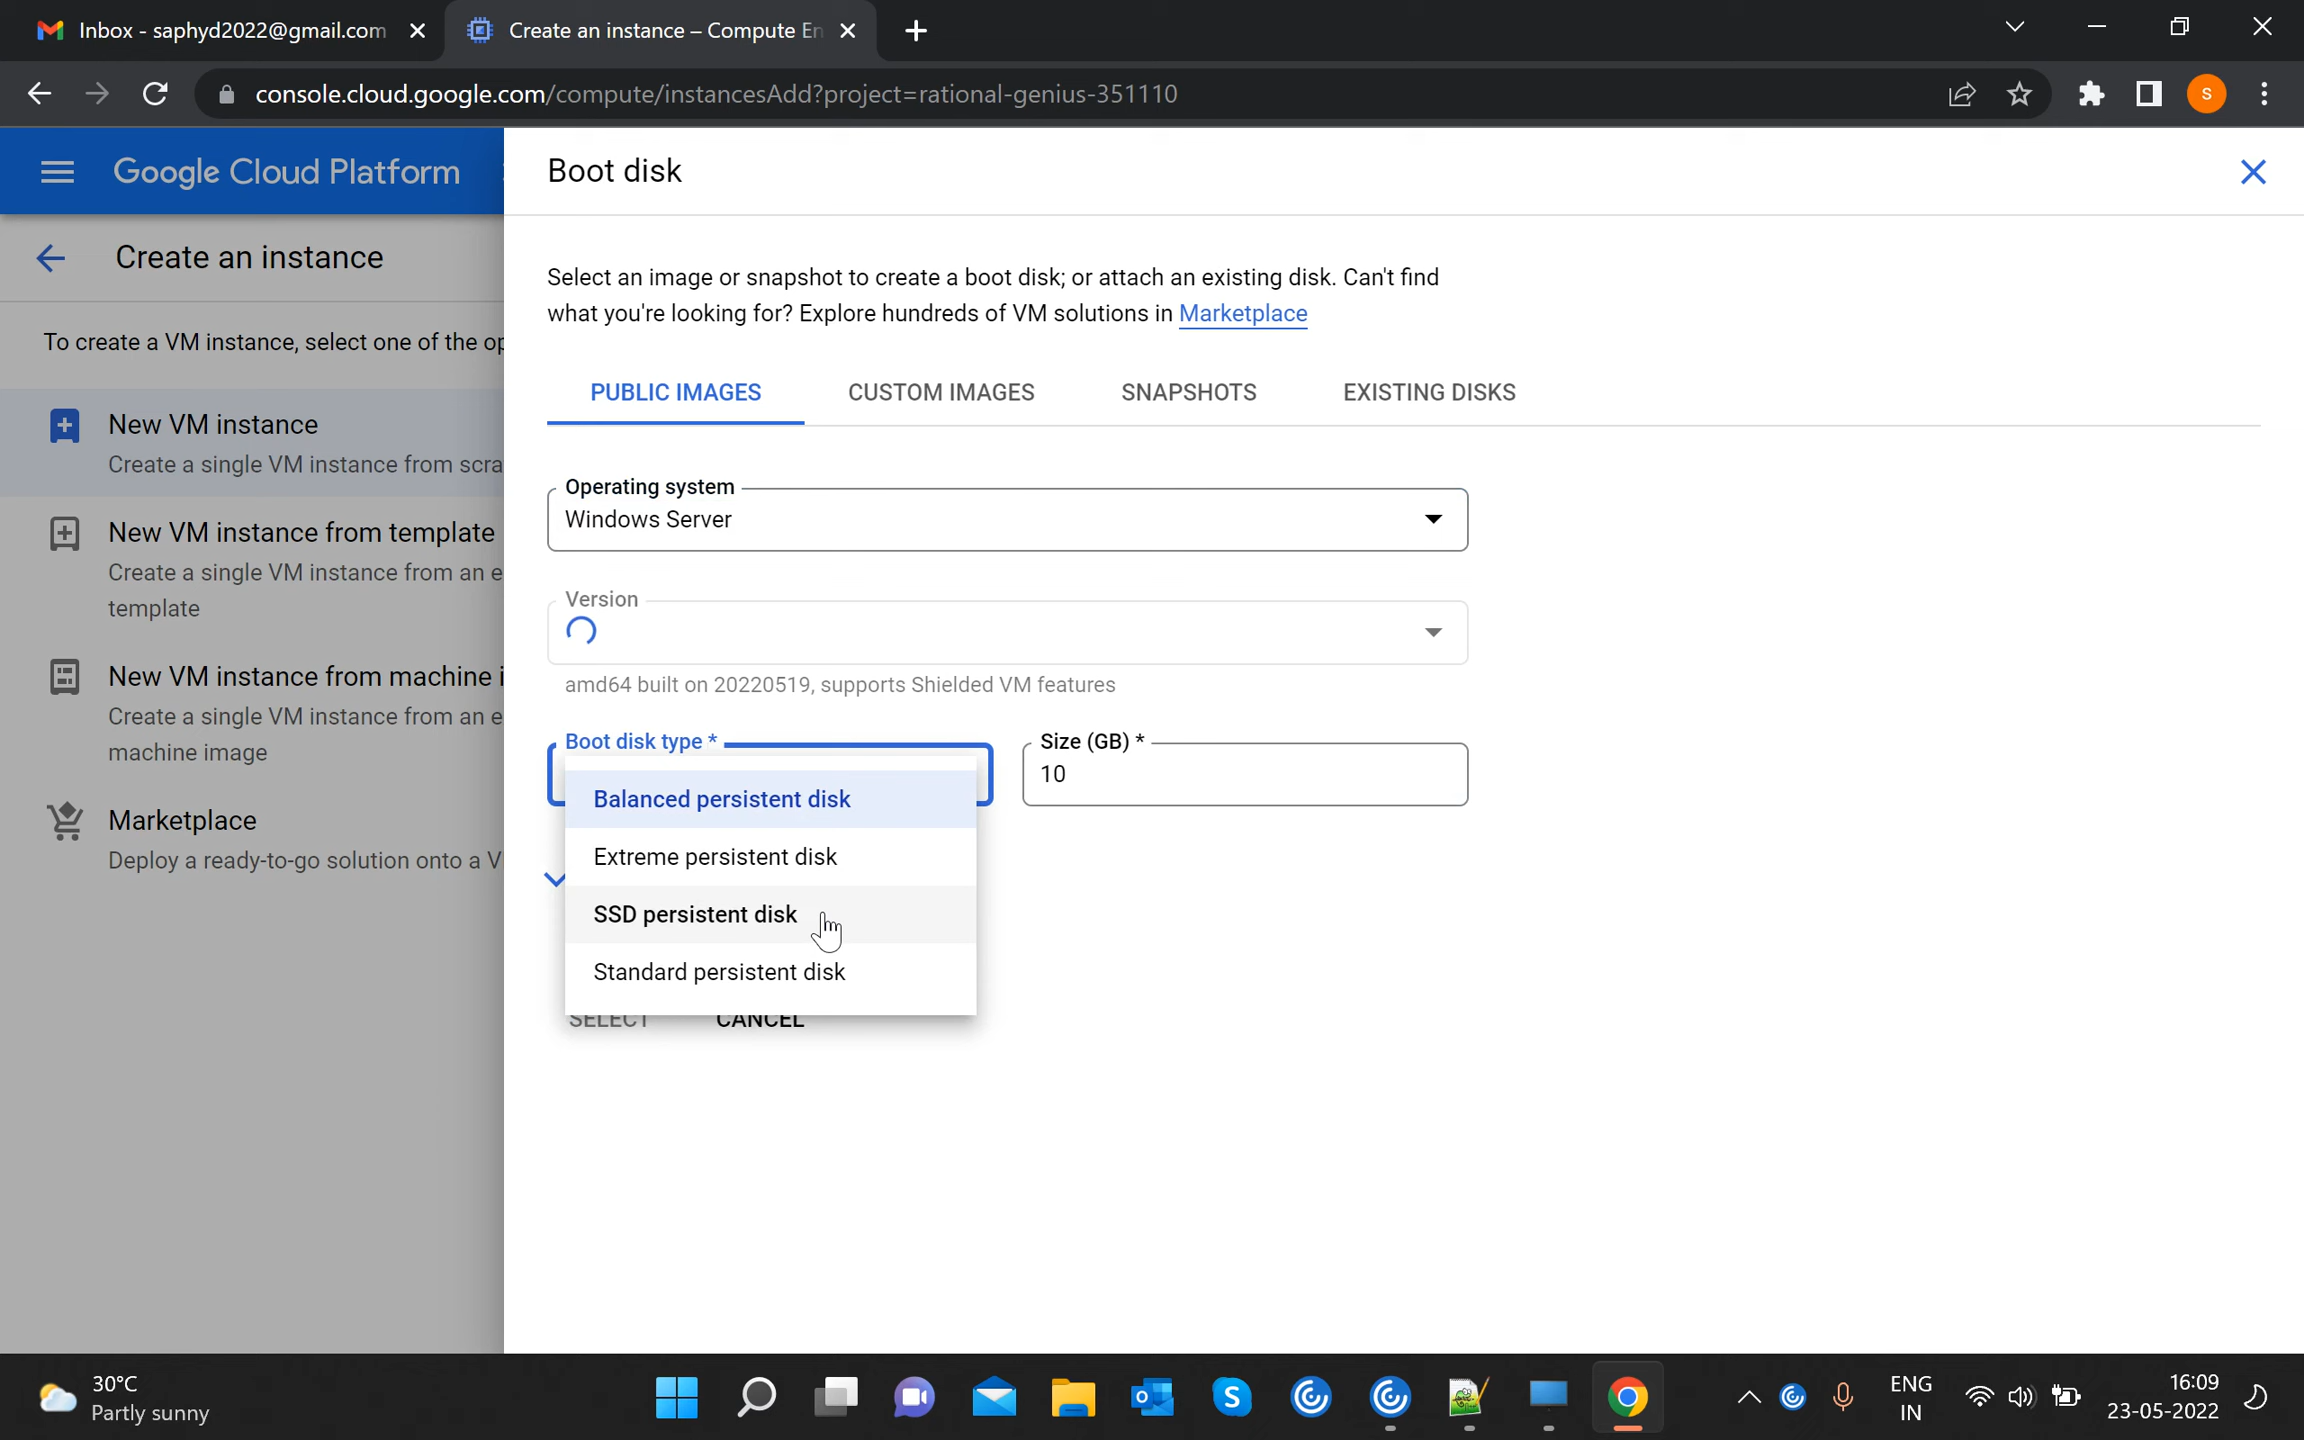 Inbox - saphyd2022@gmail.com
Create an instance – Compute En
console.cloud.google.com/compute/instancesAdd?project=rational-genius-351110
S
Google Cloud Platform
Boot disk
Create an instance
To create a VM instance, select one of the op
New VM instance
Create a single VM instance from scra
New VM instance from template
Create a single VM instance from an e
template
New VM instance from machine i
Create a single VM instance from an e
machine image
Marketplace
Deploy a ready-to-go solution onto a V
Select an image or snapshot to create a boot disk; or attach an existing disk. Can't find
what you're looking for? Explore hundreds of VM solutions in Marketplace
PUBLIC IMAGES
CUSTOM IMAGES
SNAPSHOTS
EXISTING DISKS
Operating system
Windows Server
Version
amd64 built on 20220519, supports Shielded VM features
Boot disk type *
Balanced persistent disk
Extreme persistent disk
SSD persistent disk
Standard persistent disk
Size (GB) *
10
SELECT
CANCEL
30°C
Partly sunny
ENG
IN
16:09
23-05-2022